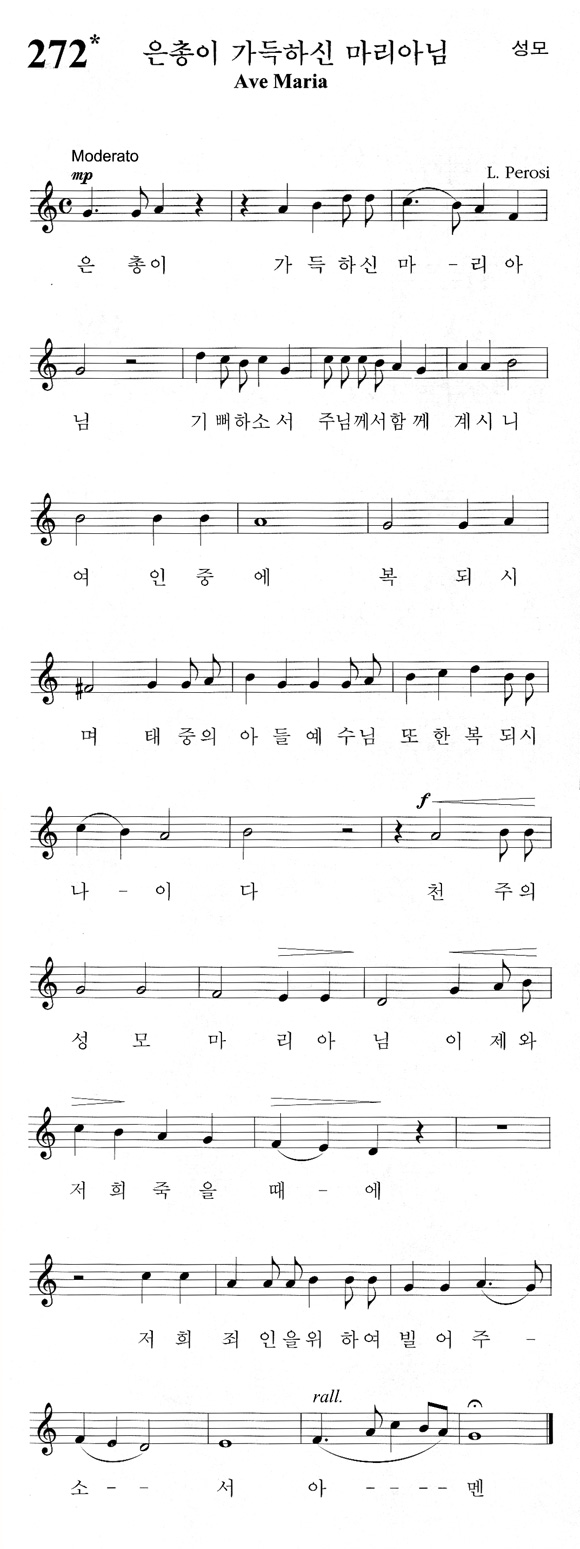 272* 은총이 가득하신 마리아님 성모
Ave Maria
Moderato
mp L. Perosi
은 총이 가 득 하신 마 - - 리 아
님 기 뻐하소 서 주님께서함 께 계 시 니
여 인 중 에 복 되 시
며 태 중의 아 들 예 수님 또 한 복 되시
f
나 - 이 다 천 주의
성 모 마 리 아 님 이 제 와
저 희 죽 을 때 - 에
저 희 죄 인을위 하여 빌 어 주 -
rall.
소 - - 서 아 - - - - 멘